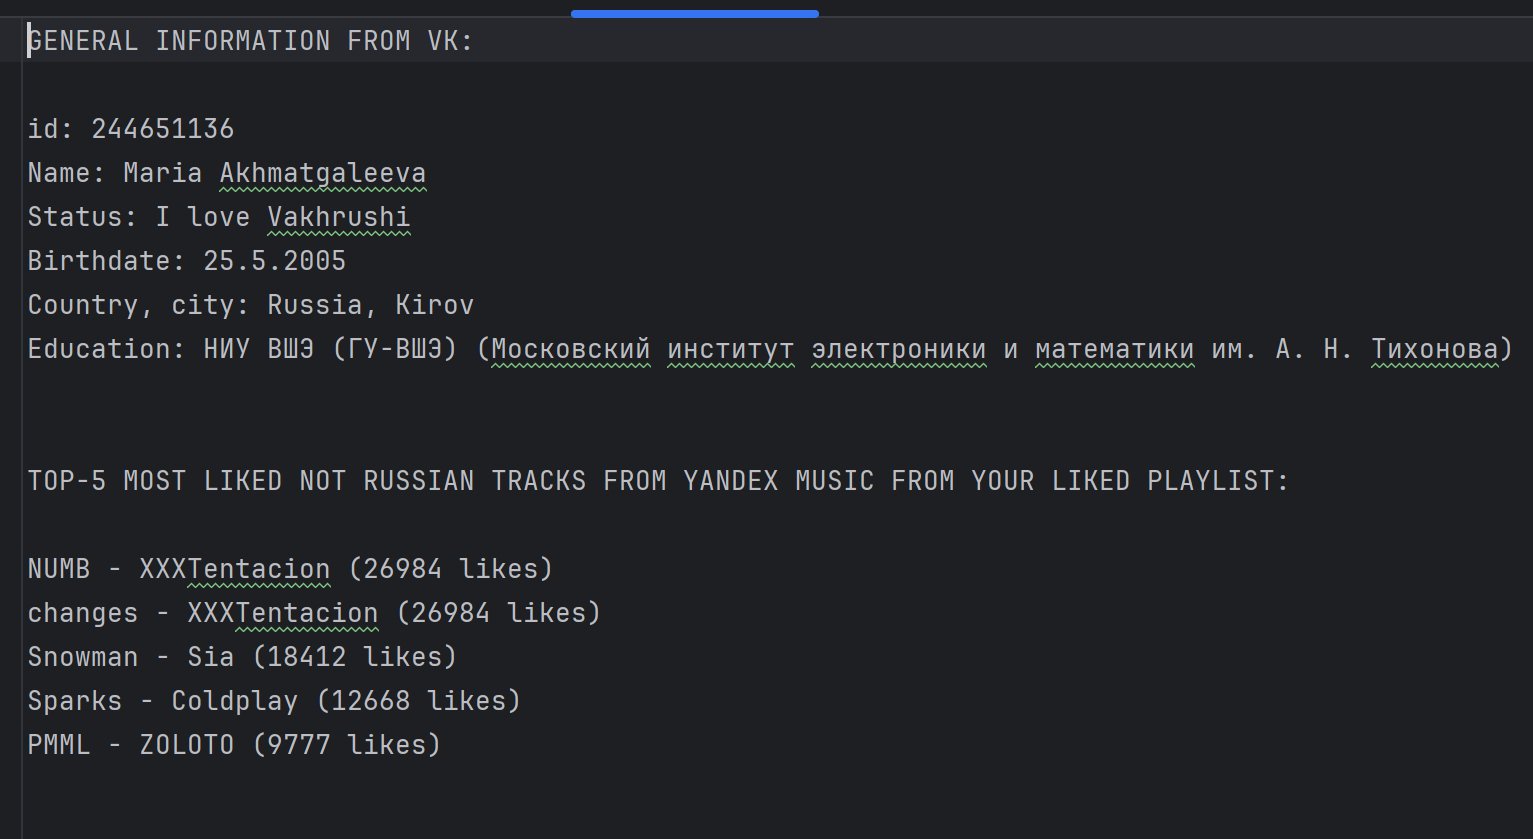 GENERAL INFORMATION FROM VK:
id: 244651136
Name: Maria Akhmatgaleeva
Status: I love Vakhrushi
Birthdate: 25.5.2005
Country, city: Russia, Kirov
Education: НИУ ВШЭ (ГУ-ВШЭ) (Московский институт электроники и математики им. А. Н. Тихонова)
TOP-5 MOST LIKED NOT RUSSIAN TRACKS FROM YANDEX MUSIC FROM YOUR LIKED PLAYLIST:
NUMB - XXXTentacion (26984 likes)
changes - XXXTentacion (26984 likes)
Snowman - Sia (18412 likes)
Sparks - Coldplay (12668 likes)
PMML - ZOLOTO (9777 likes)